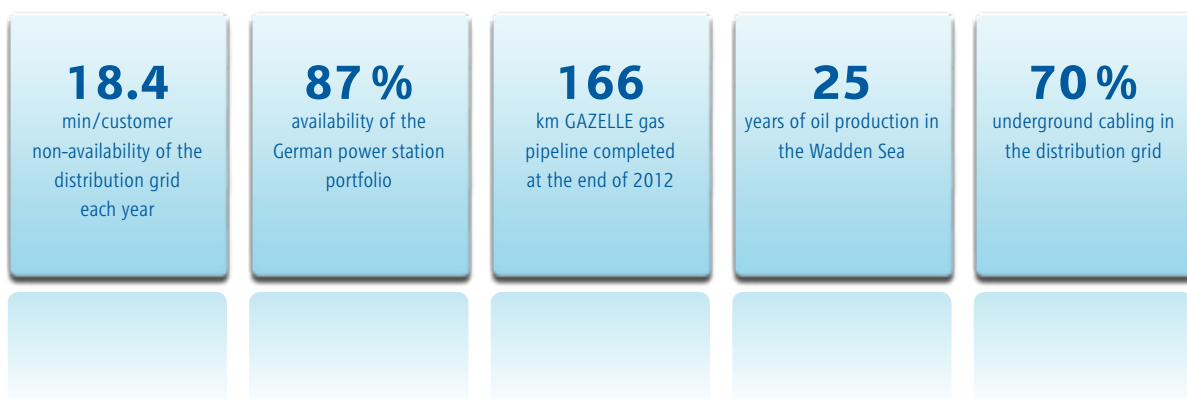 18.4
min/customer
non-availability of the
distribution grid
each year
87 %
availability of the
German power station
portfolio
166
km GAZELLE gas
pipeline completed
at the end of 2012
25
years of oil production in
the Wadden Sea
70 %
underground cabling in
the distribution grid